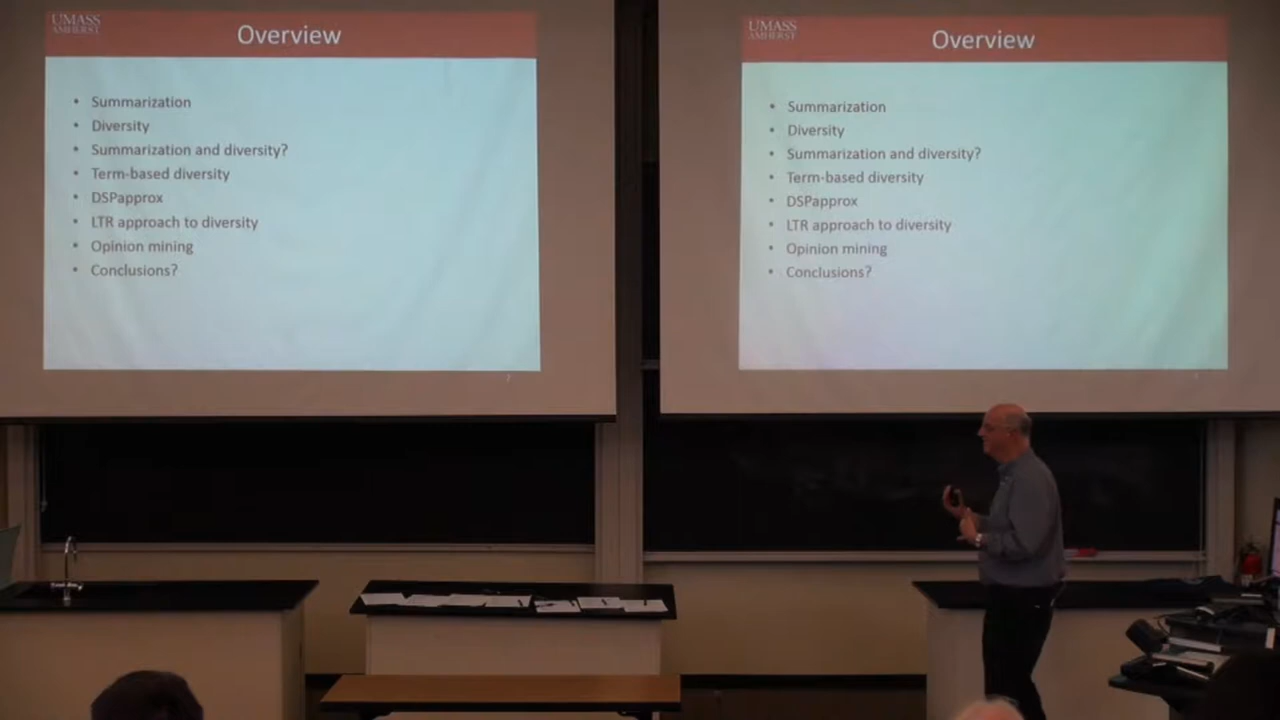 UMASS
AMHERST
Overview
• Summarization
• Diversity
• Summarization and diversity?
• Term-based diversity
• DSPapprox
• LTR approach to diversity
• Opinion mining
• Conclusions?
UMASS
AMHERST
Overview
• Summarization
• Diversity
• Summarization and diversity?
• Term-based diversity
• DSPapprox
• LTR approach to diversity
• Opinion mining
• Conclusions?